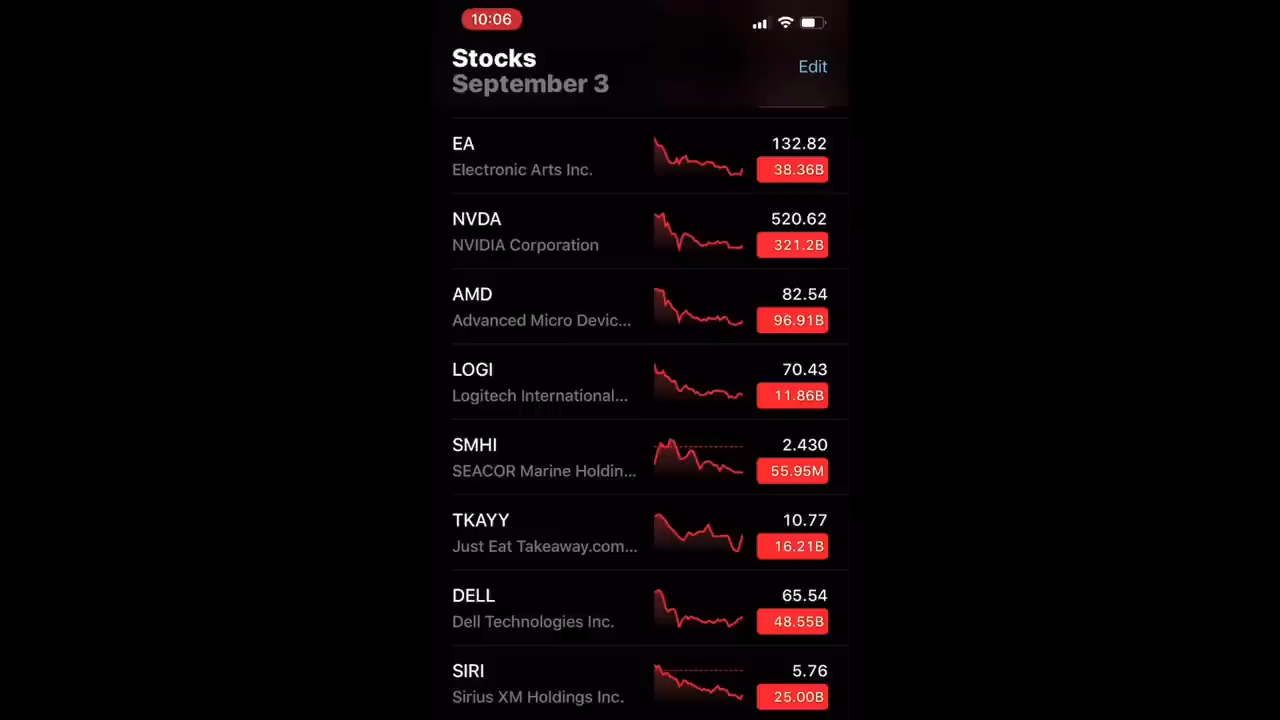 10:06
Stocks
Edit
September 3
EA 132.82
Electronic Arts Inc. 38.36B
NVDA 520.62
NVIDIA Corporation 321.2B
AMD 82.54
Advanced Micro Devic... 96.91B
LOGI 70.43
Logitech International... 11.86B
SMHI 2.430
SEACOR Marine Holdin... 55.95M
TKAYY 10.77
Just Eat Takeaway.com... 16.21B
DELL 65.54
Dell Technologies Inc. 48.55B
SIRI 5.76
Sirius XM Holdings Inc. 25.00B